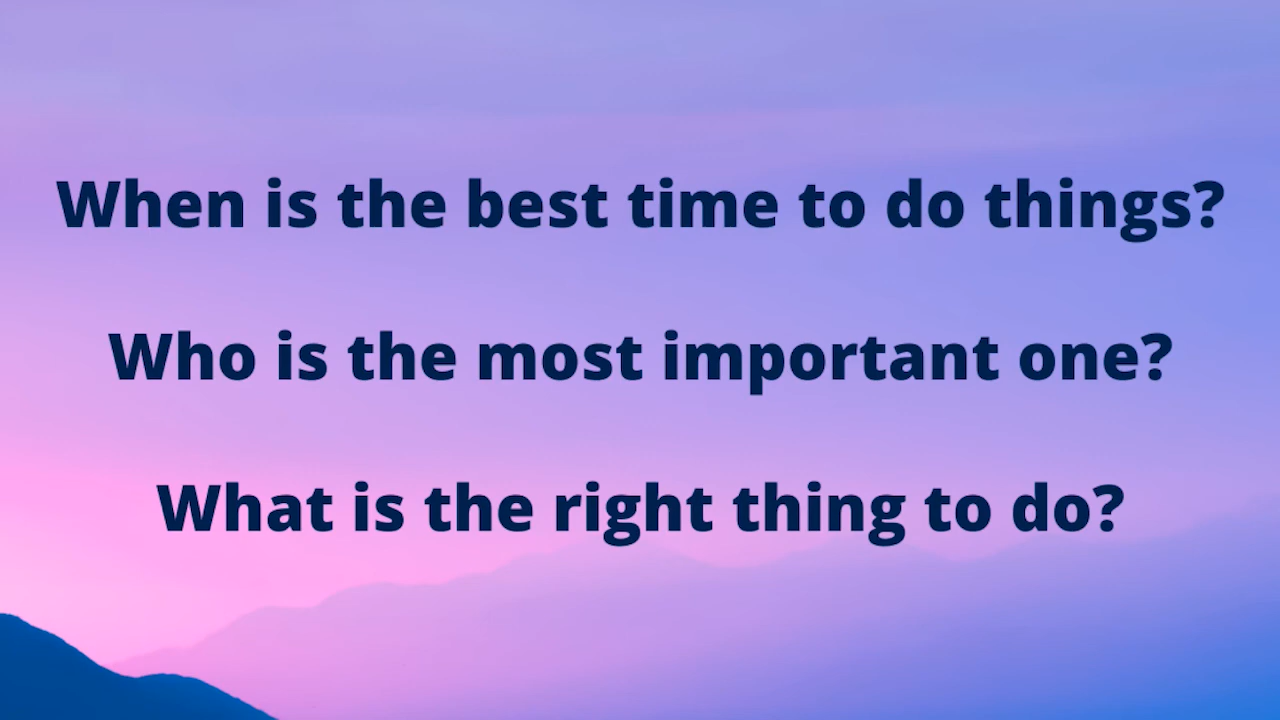 When is the best time to do things?
Who is the most important one?
What is the right thing to do?